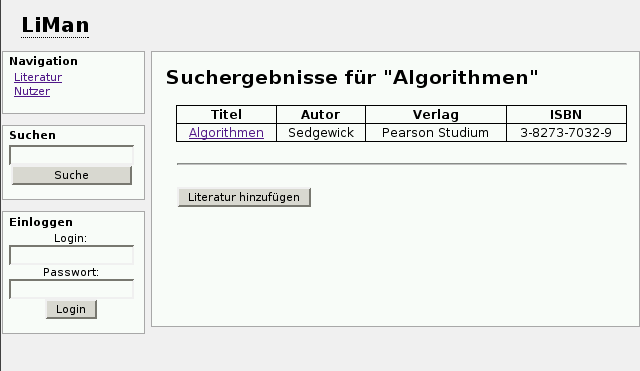 LiMan
Navigation
Literatur
Nutzer
Suchen
Suche
Einloggen
Login:
Passwort:
Login
Suchergebnisse für "Algorithmen"
Titel Autor Verlag ISBN
Algorithmen Sedgewick Pearson Studium 3-8273-7032-9
Literatur hinzufügen